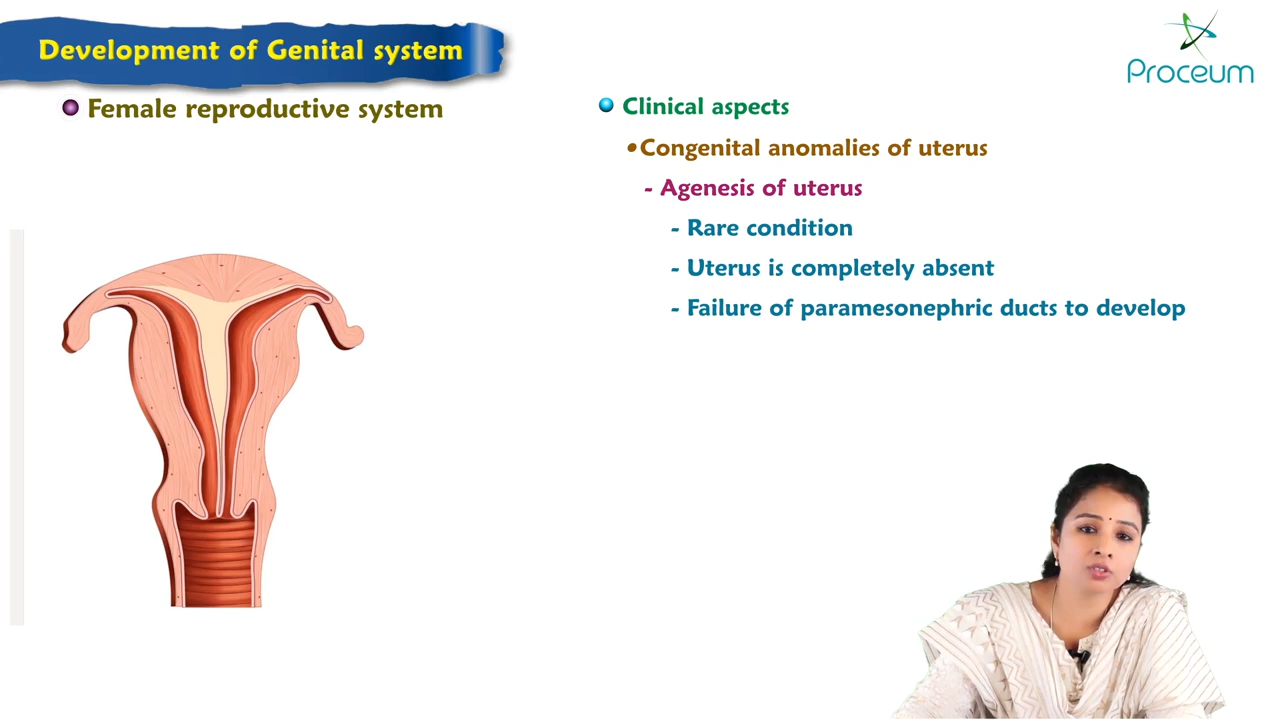 Development of Genital system
Proceum
● Female reproductive system
● Clinical aspects
•Congenital anomalies of uterus
- Agenesis of uterus
- Rare condition
- Uterus is completely absent
- Failure of paramesonephric ducts to develop